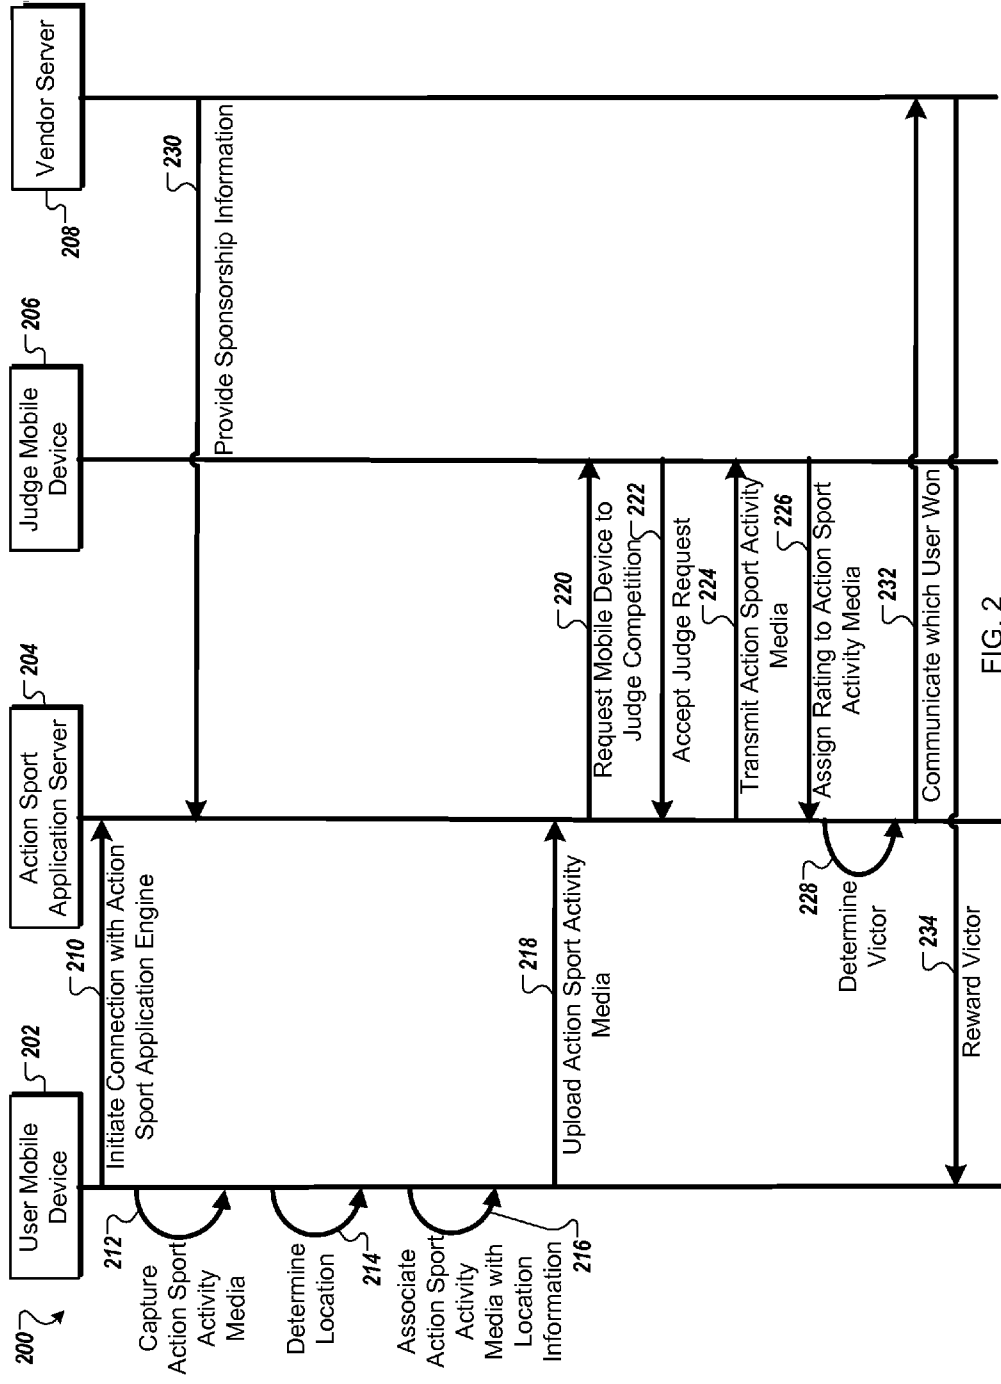 200
User Mobile
Device
202
Action Sport
Application Server
204
Judge Mobile
Device
206
Vendor Server
208
210
Initiate Connection with Action
Sport Application Engine
212
Capture
Action Sport
Activity
Media
230
Provide Sponsorship Information
Determine
Location
214
Associate
Action Sport
Activity
Media with
Location
Information
216
218
Upload Action Sport Activity
Media
220
Request Mobile Device to
Judge Competition
222
Accept Judge Request
224
Transmit Action Sport Activity
Media
226
Assign Rating to Action Sport
Activity Media
228
Determine
Victor
232
Communicate which User Won
234
Reward Victor
FIG. 2